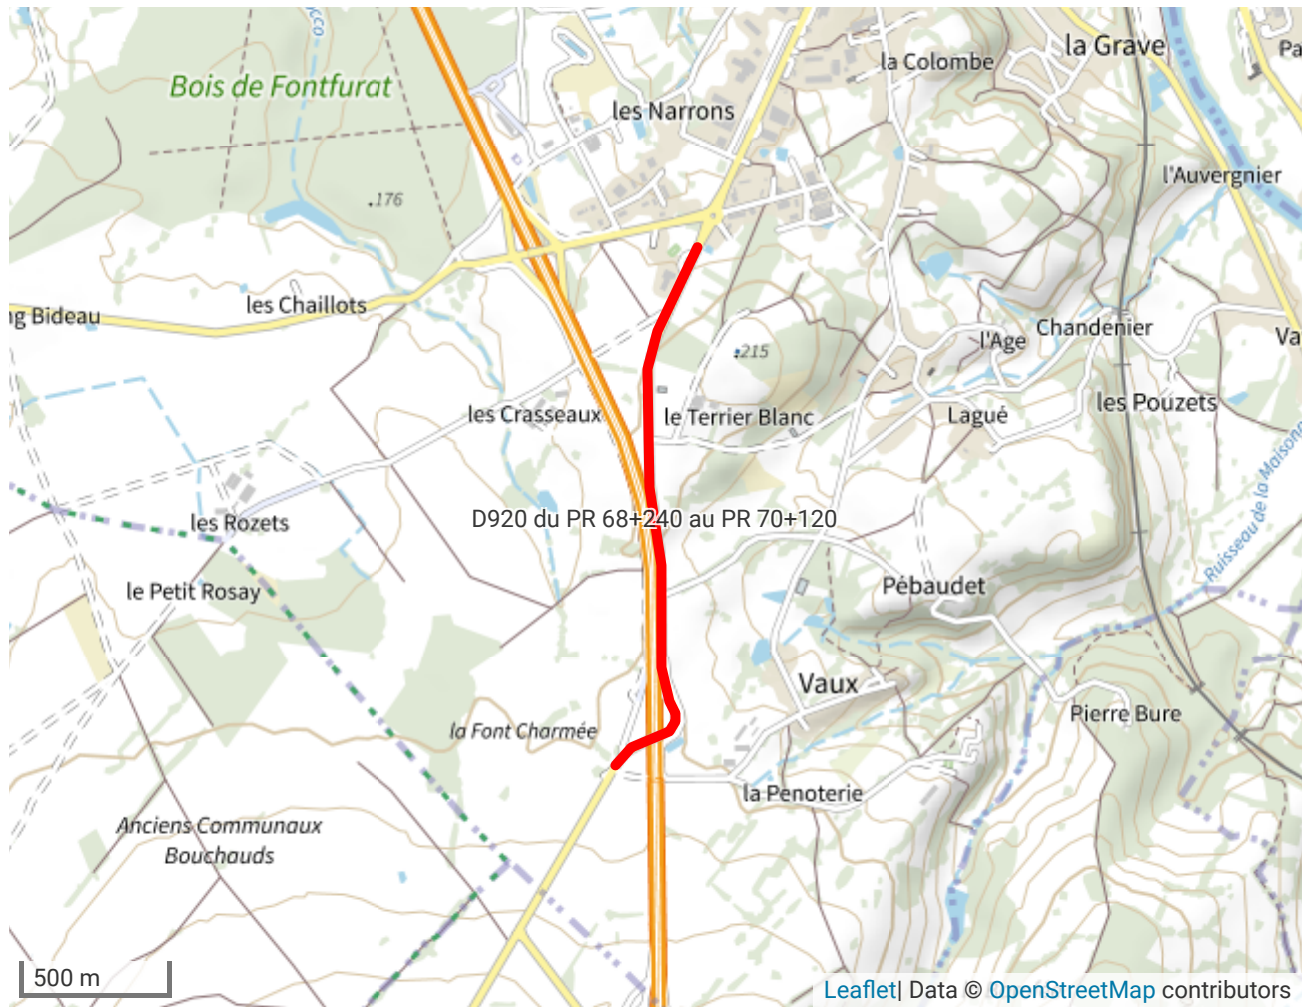 cco
la Grave
Pa
la Colombe
Bois de Fontfurat
les Narrons
l'Auvergnier
.176
ng Bideau
les Chaillots
Chandenier
l'Age
Va
215
les Crasseaux
le Terrier Blanc
Lagué
les Pouzets
Ruisseau de la Maisonn
les Rozets
D920 du PR 68+240 au PR 70+120
le Petit Rosay
Pébaudet
Vaux
Pierre Bure
la Font Charmée
la Penoterie
Anciens Communaux
Bouchauds
500 m
Leaflet| Data © OpenStreetMap contributors